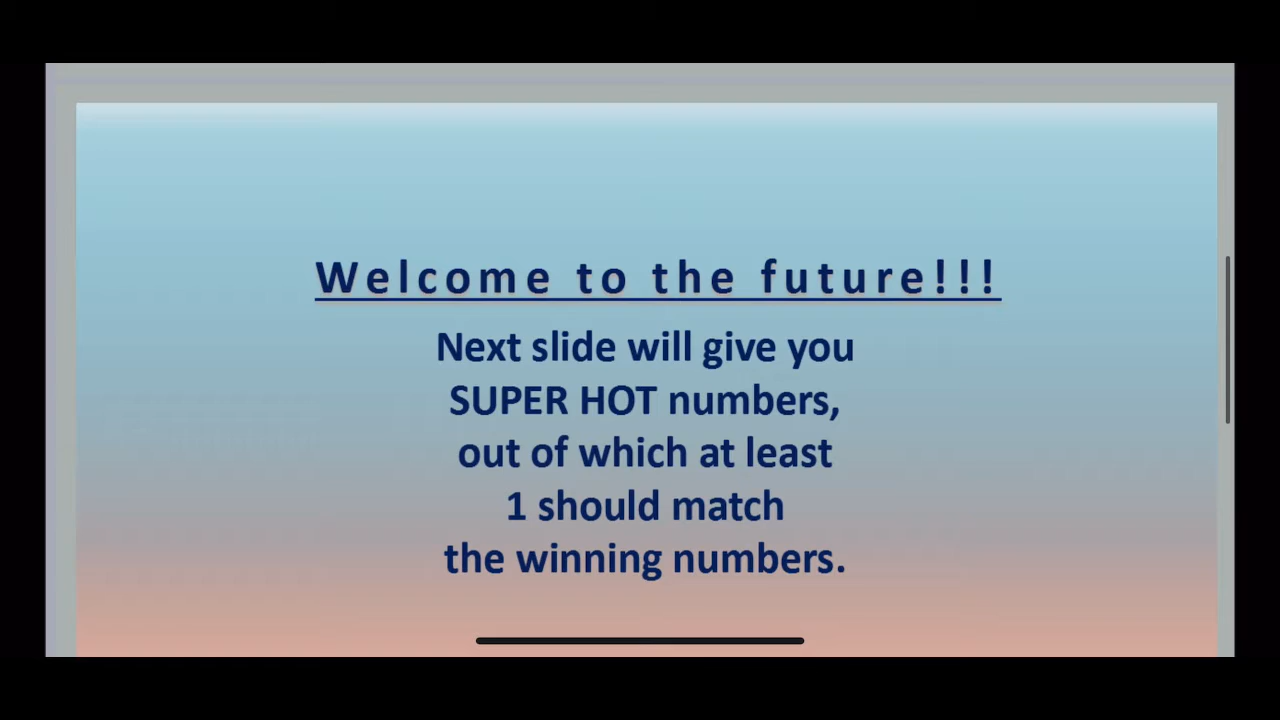 Welcome to the future!!!
Next slide will give you
SUPER HOT numbers,
out of which at least
1 should match
the winning numbers.